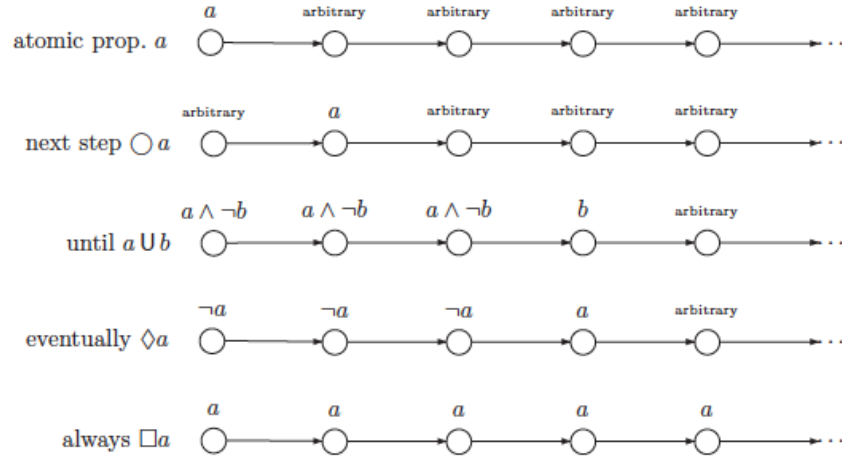 a arbitrary arbitrary arbitrary arbitrary
atomic prop. a ···
arbitrary a arbitrary arbitrary arbitrary
next step ○ a ···
a ∧ ¬b a ∧ ¬b a ∧ ¬b b arbitrary
until a U b ···
¬a ¬a ¬a a arbitrary
eventually ◊a ···
a a a a a
always □a ···